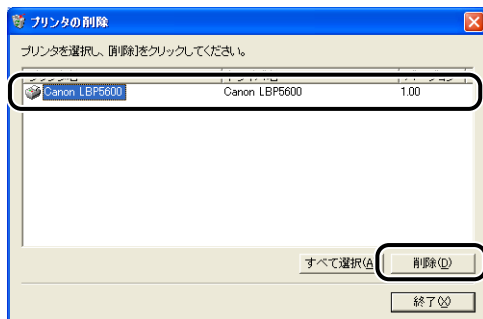 プリンタの削除
プリンタを選択し、[削除]をクリックしてください。
Canon LBP5600 Canon LBP5600 1.00
すべて選択(A 削除(D)
終了(X)